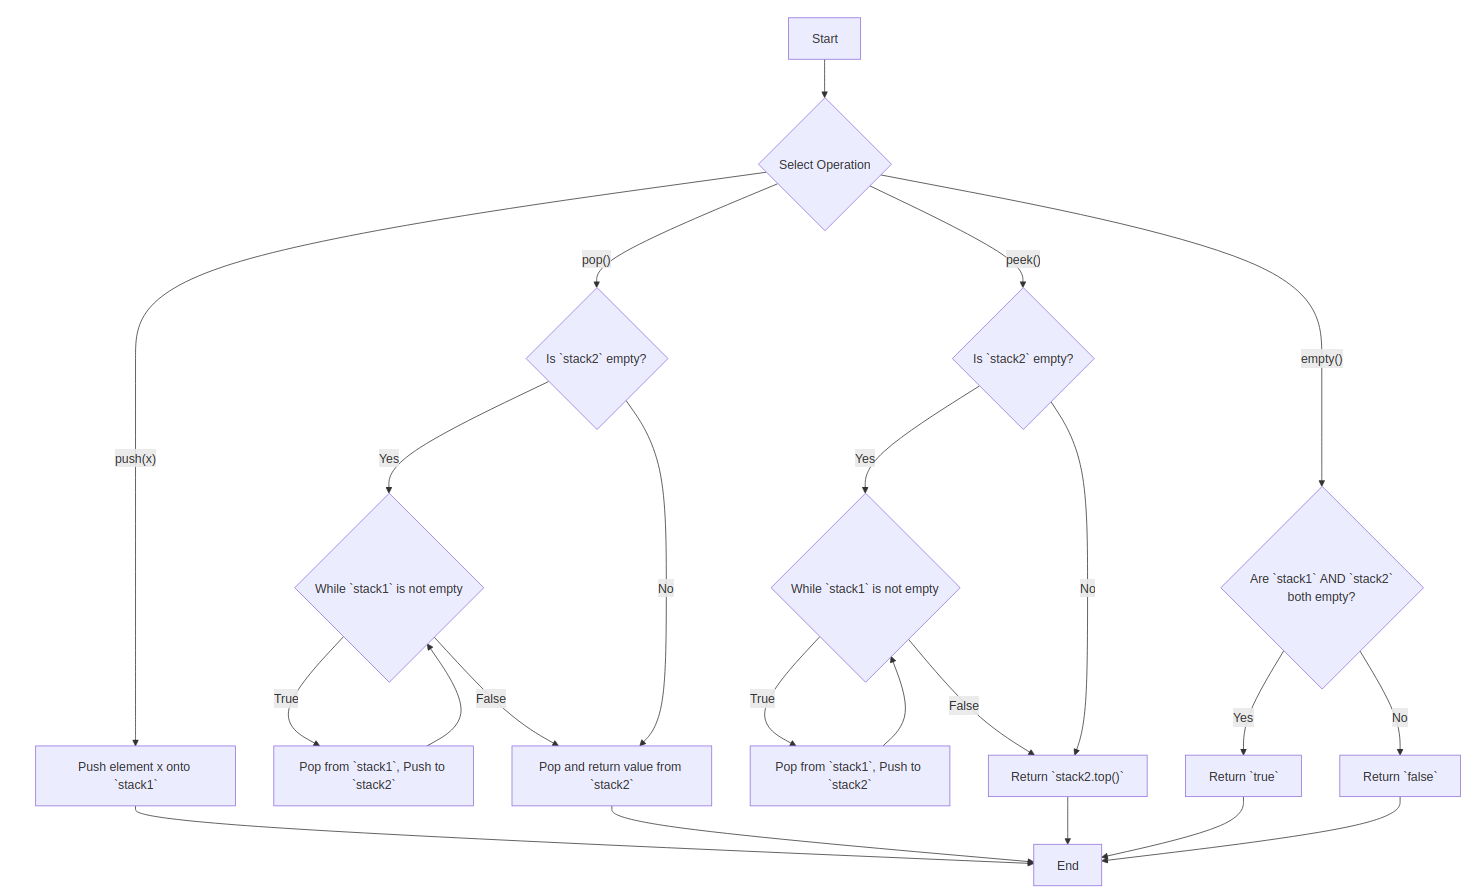 Start
Select Operation
pop()
peek()
Is `stack2` empty?
Is `stack2` empty?
empty()
push(x)
Yes
Yes
While `stack1` is not empty
No
While `stack1` is not empty
No
Are `stack1` AND `stack2`
both empty?
True
False
True
False
Yes
No
Push element x onto
`stack1`
Pop from `stack1`, Push to
`stack2`
Pop and return value from
`stack2`
Pop from `stack1`, Push to
`stack2`
Return `stack2.top()`
Return `true`
Return `false`
End